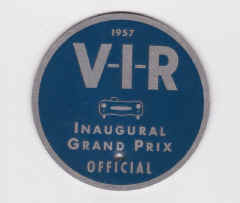 1957
V-I-R
INAUGURAL
GRAND PRIX
OFFICIAL